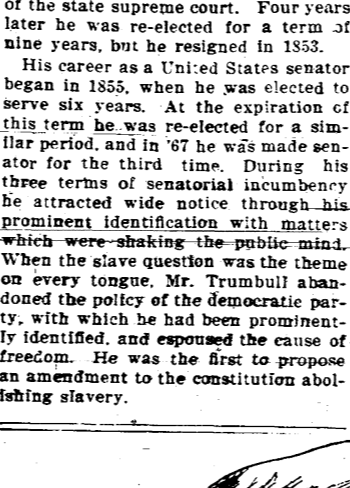 of the state supreme court. Four years
later he was re-elected for a term of
nine years, but he resigned in 1853.
His career as a United States senator
began in 1855, when he was elected to
serve six years. At the expiration of
this term he was re-elected for a sim-
ilar period, and in '67 he was made sen-
ator for the third time. During his
three terms of senatorial incumbency
he attracted wide notice through his
prominent identification with matters
which were shaking the public mind.
When the slave question was the theme
on every tongue, Mr. Trumbull aban-
doned the policy of the democratic par-
ty, with which he had been prominent-
ly identified, and espoused the cause of
freedom. He was the first to propose
an amendment to the constitution abol-
ishing slavery.